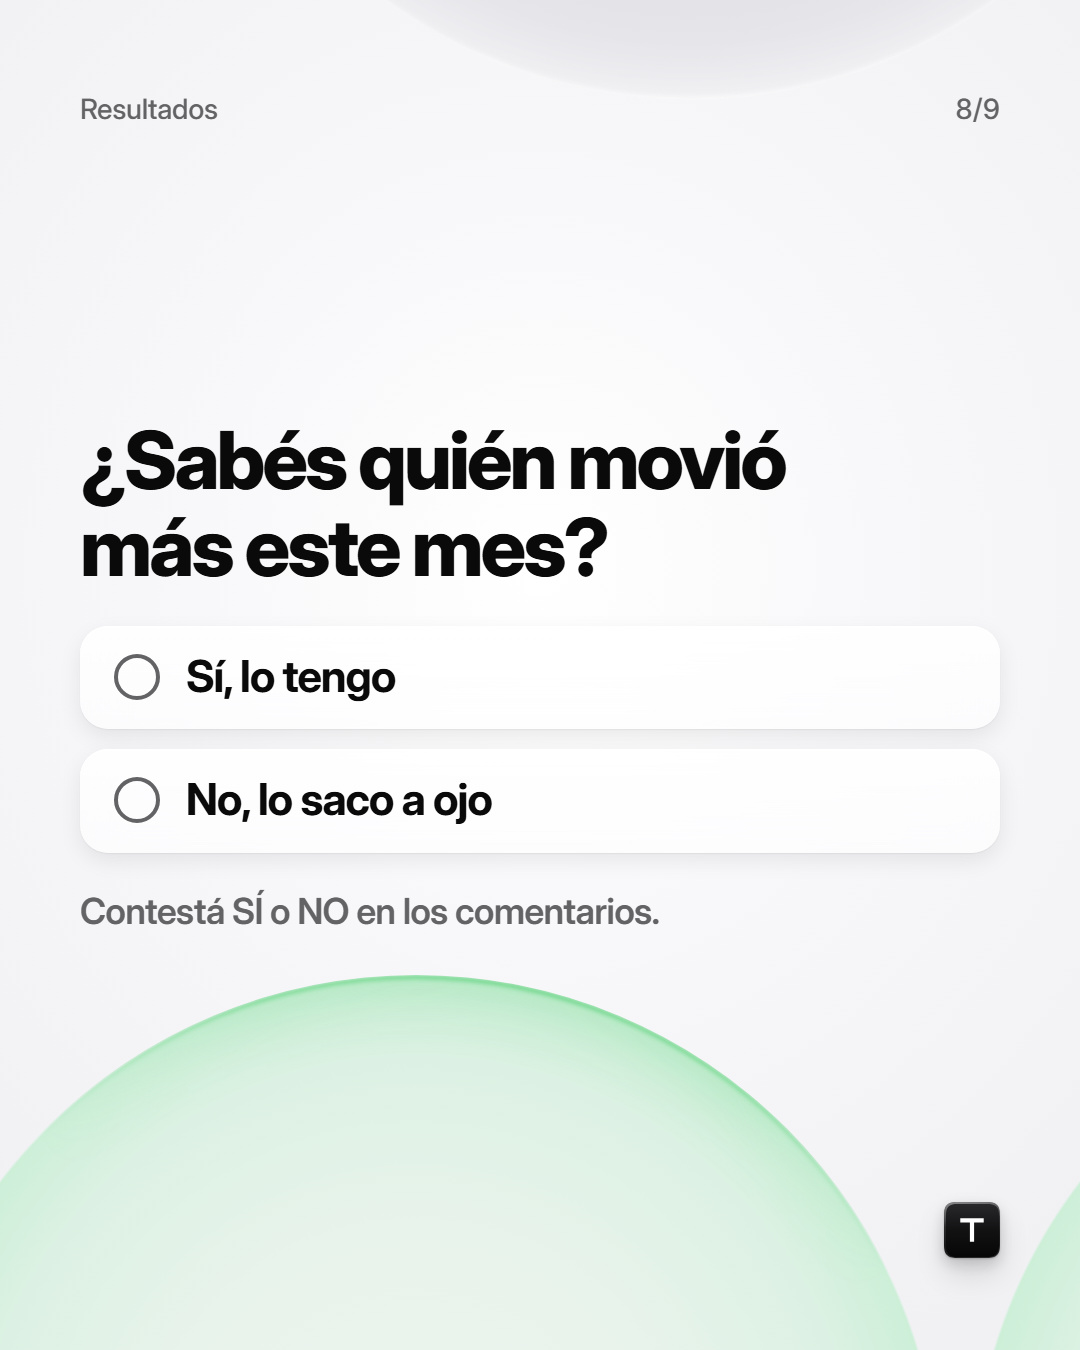 Resultados
8/9
¿Sabés quién movió
más este mes?
Sí, lo tengo
No, lo saco a ojo
Contestá SÍ o NO en los comentarios.
T